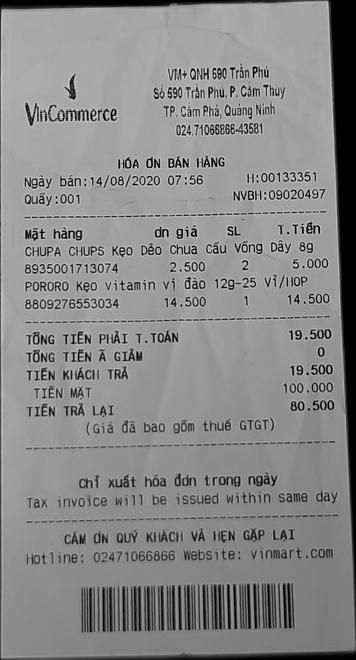 VinCommerce
VM+ QNH 590 Trần Phú
Số 590 Trần Phú, P. Cẩm Thuỷ
TP. Cẩm Phả, Quảng Ninh
024.71066866-43581
HÓA ƠN BÁN HÀNG
Ngày bán:14/08/2020 07:56 H:00133351
Quầy:001 NVBH:09020497
Mặt hàng ơn giá SL T.Tiền
CHUPA CHUPS Kẹo Dẻo Chua Cầu Vồng Dây 8g
8935001713074 2.500 2 5.000
PORORO Kẹo vitamin vị đào 12g-25 Vỉ/HOP
8809276553034 14.500 1 14.500
TỔNG TIỀN PHẢI T.TOÁN 19.500
TỔNG TIỀN Ã GIẢM 0
TIỀN KHÁCH TRẢ 19.500
TIỀN MẶT 100.000
TIỀN TRẢ LẠI 80.500
(Giá đã bao gồm thuế GTGT)
Chỉ xuất hóa đơn trong ngày
Tax invoice will be issued within same day
CẢM ƠN QUÝ KHÁCH VÀ HẸN GẶP LẠI
Hotline: 02471066866 Website: vinmart.com